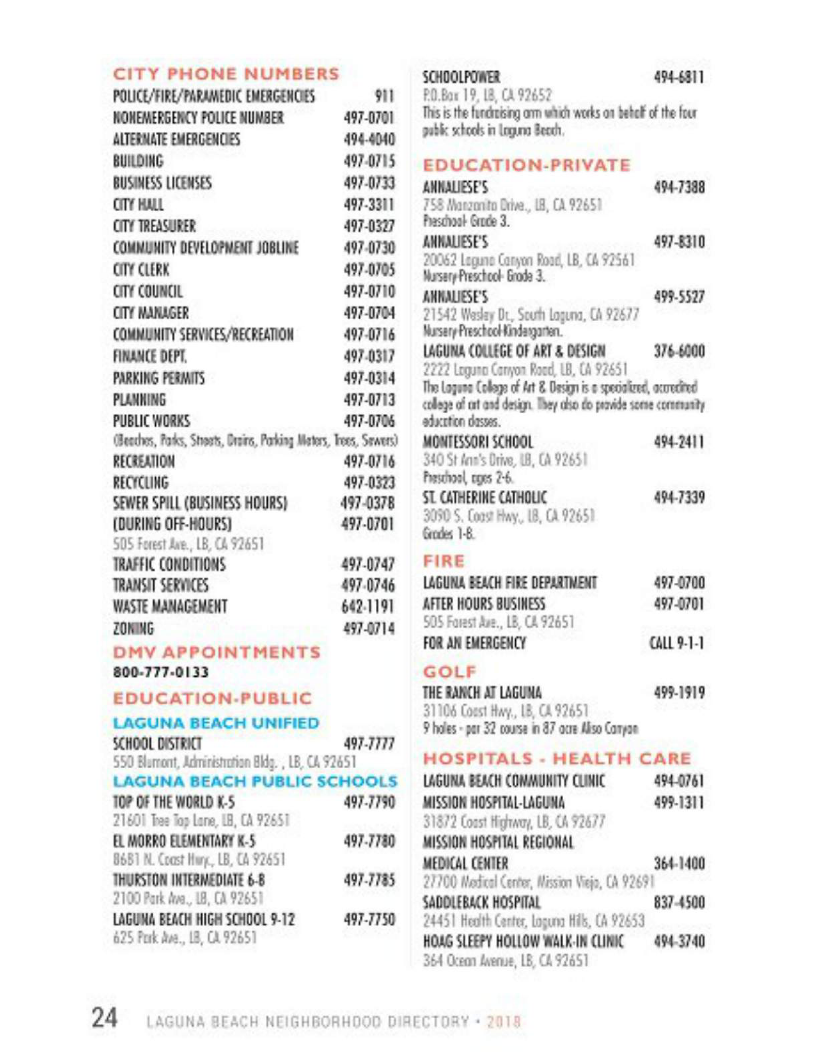 CITY PHONE NUMBERS
POLICE/FIRE/PARAMEDIC EMERGENCIES 911
NONEMERGENCY POLICE NUMBER 497-0701
ALTERNATE EMERGENCIES 494-4040
BUILDING 497-0715
BUSINESS LICENSES 497-0733
CITY HALL 497-3311
CITY TREASURER 497-0327
COMMUNITY DEVELOPMENT JOBLINE 497-0730
CITY CLERK 497-0705
CITY COUNCIL 497-0710
CITY MANAGER 497-0704
COMMUNITY SERVICES/RECREATION 497-0716
FINANCE DEPT. 497-0317
PARKING PERMITS 497-0314
PLANNING 497-0713
PUBLIC WORKS 497-0706
(Beaches, Parks, Streets, Drains, Parking Meters, Trees, Sewers)
RECREATION 497-0716
RECYCLING 497-0323
SEWER SPILL (BUSINESS HOURS) 497-0378
(DURING OFF-HOURS) 497-0701
505 Forest Ave., LB, CA 92651
TRAFFIC CONDITIONS 497-0747
TRANSIT SERVICES 497-0746
WASTE MANAGEMENT 642-1191
ZONING 497-0714
DMV APPOINTMENTS
800-777-0133
EDUCATION-PUBLIC
LAGUNA BEACH UNIFIED
SCHOOL DISTRICT 497-7777
550 Blumont, Administration Bldg. , LB, CA 92651
LAGUNA BEACH PUBLIC SCHOOLS
TOP OF THE WORLD K-5 497-7790
21601 Tree Top Lane, LB, CA 92651
EL MORRO ELEMENTARY K-5 497-7780
8681 N. Coast Hwy., LB, CA 92651
THURSTON INTERMEDIATE 6-8 497-7785
2100 Park Ave., LB, CA 92651
LAGUNA BEACH HIGH SCHOOL 9-12 497-7750
625 Park Ave., LB, CA 92651
SCHOOLPOWER 494-6811
P.O.Box 19, LB, CA 92652
This is the fundraising arm which works on behalf of the four
public schools in Laguna Beach.
EDUCATION-PRIVATE
ANNALIESE'S 494-7388
758 Manzanita Drive., LB, CA 92651
Preschool- Grade 3.
ANNALIESE'S 497-8310
20062 Laguna Canyon Road, LB, CA 92561
Nursery-Preschool- Grade 3.
ANNALIESE'S 499-5527
21542 Wesley Dr., South Laguna, CA 92677
Nursery-Preschool-Kindergarten.
LAGUNA COLLEGE OF ART & DESIGN 376-6000
2222 Laguna Canyon Road, LB, CA 92651
The Laguna College of Art & Design is a specialized, accredited
college of art and design. They also do provide some community
education classes.
MONTESSORI SCHOOL 494-2411
340 St Ann's Drive, LB, CA 92651
Preschool, ages 2-6.
ST. CATHERINE CATHOLIC 494-7339
3090 S. Coast Hwy., LB, CA 92651
Grades 1-8.
FIRE
LAGUNA BEACH FIRE DEPARTMENT 497-0700
AFTER HOURS BUSINESS 497-0701
505 Forest Ave., LB, CA 92651
FOR AN EMERGENCY CALL 9-1-1
GOLF
THE RANCH AT LAGUNA 499-1919
31106 Coast Hwy., LB, CA 92651
9 holes - par 32 course in 87 acre Aliso Canyon
HOSPITALS - HEALTH CARE
LAGUNA BEACH COMMUNITY CLINIC 494-0761
MISSION HOSPITAL-LAGUNA 499-1311
31872 Coast Highway, LB, CA 92677
MISSION HOSPITAL REGIONAL
MEDICAL CENTER 364-1400
27700 Medical Center, Mission Viejo, CA 92691
SADDLEBACK HOSPITAL 837-4500
24451 Health Center, Laguna Hills, CA 92653
HOAG SLEEPY HOLLOW WALK-IN CLINIC 494-3740
364 Ocean Avenue, LB, CA 92651
24 LAGUNA BEACH NEIGHBORHOOD DIRECTORY • 2018